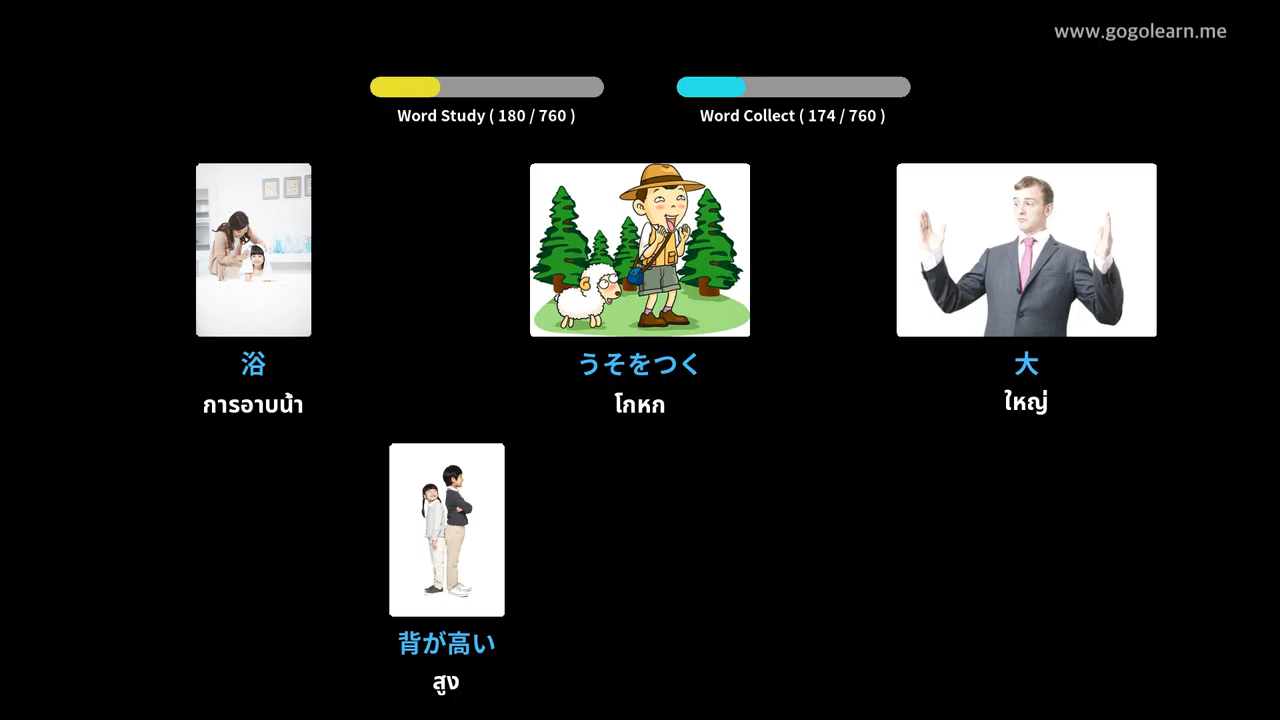 www.gogolearn.me
Word Study ( 180 / 760 )
Word Collect ( 174 / 760 )
浴
การอาบน้ำ
うそをつく
โกหก
大
ใหญ่
背が高い
สูง